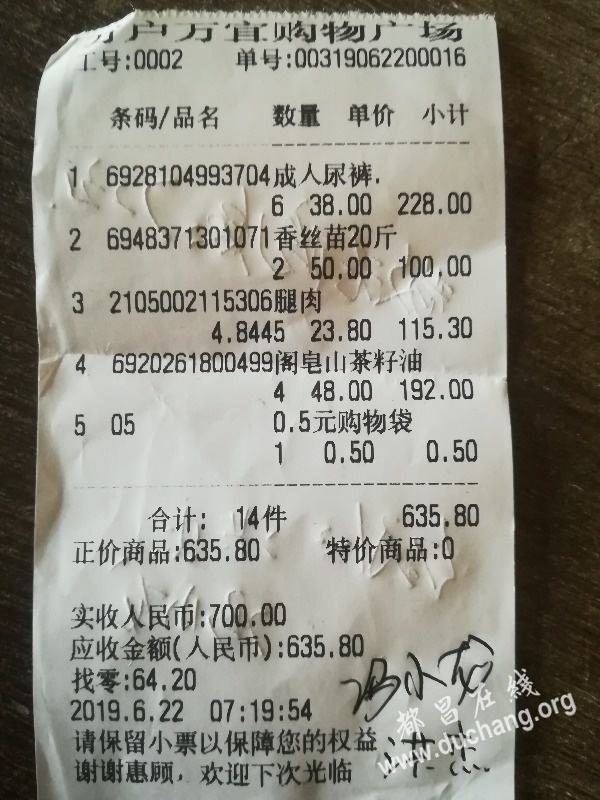 万宜购物广场
工号:0002 单号:00319062200016
条码/品名 数量 单价 小计
1 6928104993704成人尿裤.
6 38.00 228.00
2 6948371301071香丝苗20斤
2 50.00 100.00
3 2105002115306腿肉
4.8445 23.80 115.30
4 6920261800499阁皂山茶籽油
4 48.00 192.00
5 05 0.5元购物袋
1 0.50 0.50
合计: 14件 635.80
正价商品:635.80 特价商品:0
实收人民币:700.00
应收金额(人民币):635.80
找零:64.20
2019.6.22 07:19:54
请保留小票以保障您的权益
谢谢惠顾，欢迎下次光临
都昌在线
www.duchang.org